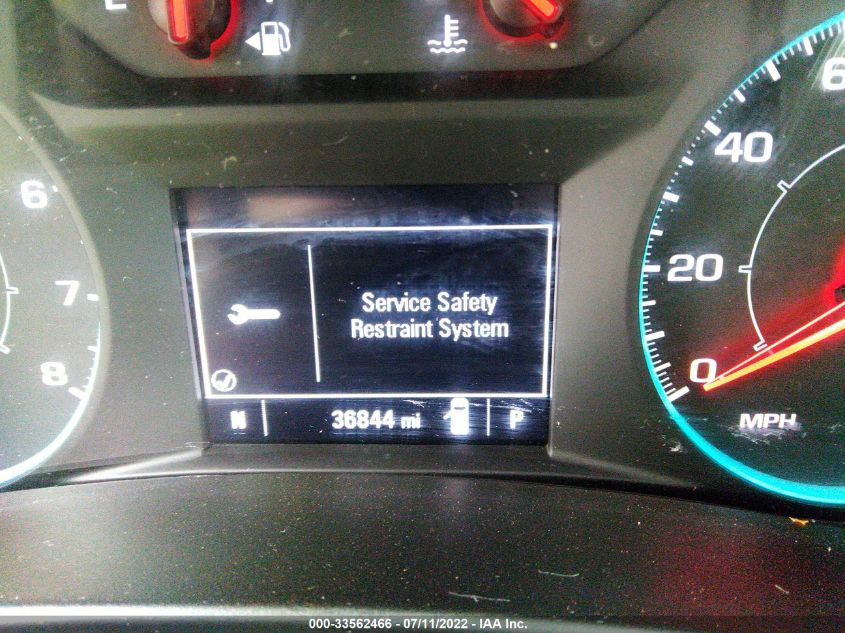 E
6
7
8
Service Safety
Restraint System
N
36844 mi
P
40
20
0
MPH
000-33562466 - 07/11/2022 - IAA Inc.